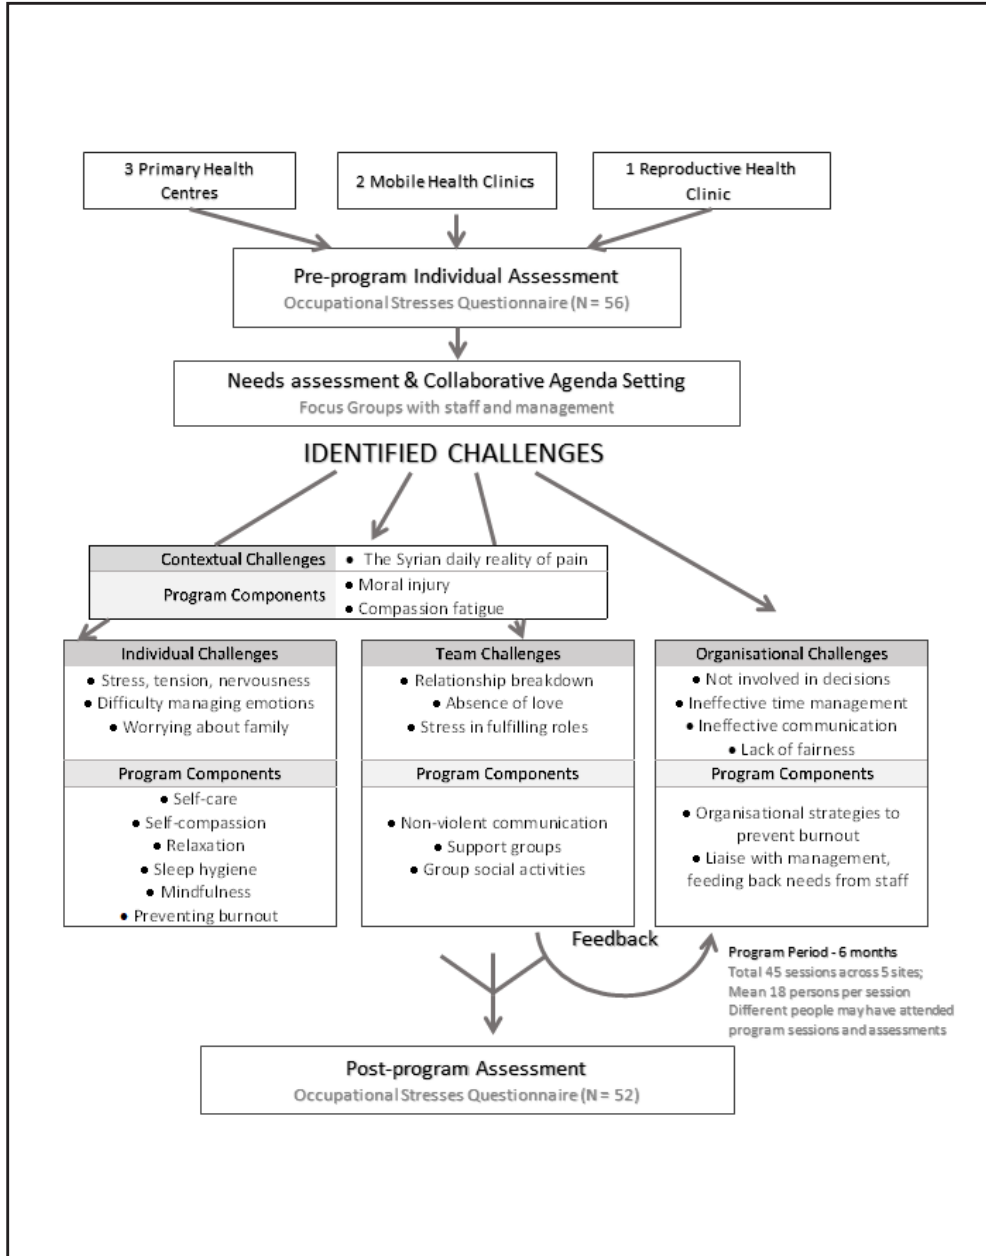 3 Primary Health
Centres
2 Mobile Health Clinics
1 Reproductive Health
Clinic
Pre-program Individual Assessment
Occupational Stresses Questionnaire (N = 56)
Needs assessment & Collaborative Agenda Setting
Focus Groups with staff and management
IDENTIFIED CHALLENGES
Contextual Challenges
● The Syrian daily reality of pain
Program Components
● Moral injury
● Compassion fatigue
Individual Challenges
● Stress, tension, nervousness
● Difficulty managing emotions
● Worrying about family
Program Components
● Self-care
● Self-compassion
● Relaxation
● Sleep hygiene
● Mindfulness
● Preventing burnout
Team Challenges
● Relationship breakdown
● Absence of love
● Stress in fulfilling roles
Program Components
● Non-violent communication
● Support groups
● Group social activities
Organisational Challenges
● Not involved in decisions
● Ineffective time management
● Ineffective communication
● Lack of fairness
Program Components
● Organisational strategies to
prevent burnout
● Liaise with management,
feeding back needs from staff
Feedback
Program Period - 6 months
Total 45 sessions across 5 sites;
Mean 18 persons per session
Different people may have attended
program sessions and assessments
Post-program Assessment
Occupational Stresses Questionnaire (N = 52)